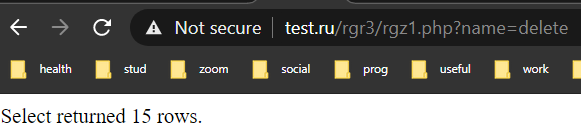 Not secure test.ru/rgr3/rgz1.php?name=delete
health stud zoom social prog useful work
Select returned 15 rows.